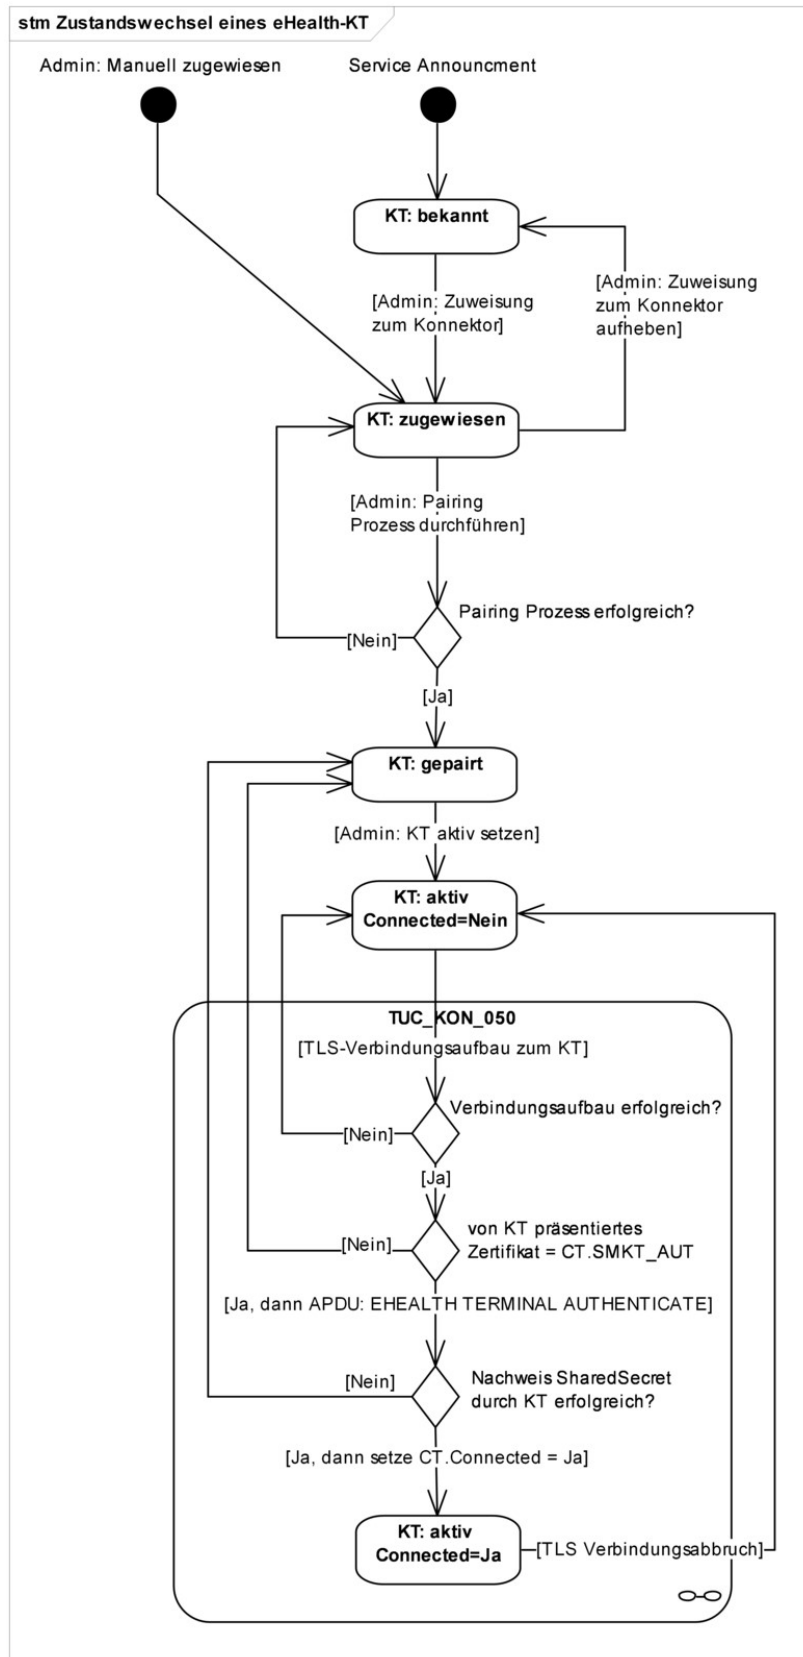 stm Zustandswechsel eines eHealth-KT
Admin: Manuell zugewiesen
Service Announcment
KT: bekannt
[Admin: Zuweisung
zum Konnektor]
[Admin: Zuweisung
zum Konnektor
aufheben]
KT: zugewiesen
[Admin: Pairing
Prozess durchführen]
Pairing Prozess erfolgreich?
[Nein]
[Ja]
KT: gepairt
[Admin: KT aktiv setzen]
KT: aktiv
Connected=Nein
TUC_KON_050
[TLS-Verbindungsaufbau zum KT]
Verbindungsaufbau erfolgreich?
[Nein]
[Ja]
von KT präsentiertes
Zertifikat = CT.SMKT_AUT
[Nein]
[Ja, dann APDU: EHEALTH TERMINAL AUTHENTICATE]
Nachweis SharedSecret
durch KT erfolgreich?
[Nein]
[Ja, dann setze CT.Connected = Ja]
KT: aktiv
Connected=Ja
[TLS Verbindungsabbruch]